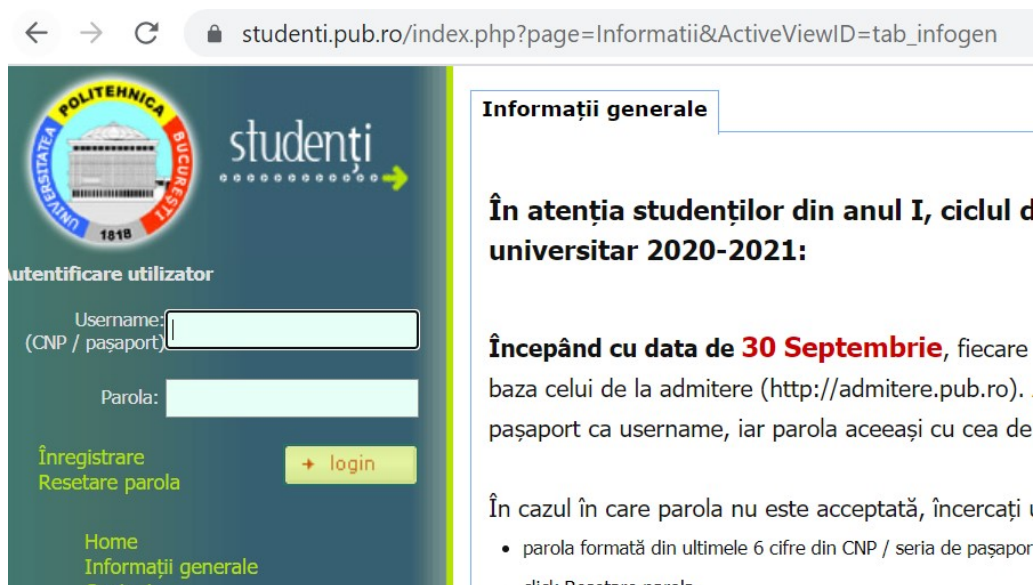 studenti.pub.ro/index.php?page=Informatii&ActiveViewID=tab_infogen
UNIVERSITATEA POLITEHNICA BUCUREȘTI
1818
studenți
Autentificare utilizator
Username:
(CNP / pașaport)
Parola:
Înregistrare
Resetare parola
login
Home
Informații generale
Informații generale
În atenția studenților din anul I, ciclul d
universitar 2020-2021:
Începând cu data de 30 Septembrie, fiecare
baza celui de la admitere (http://admitere.pub.ro).
pașaport ca username, iar parola aceeași cu cea de
În cazul în care parola nu este acceptată, încercați u
• parola formată din ultimele 6 cifre din CNP / seria de pașapor
click Resetare parola